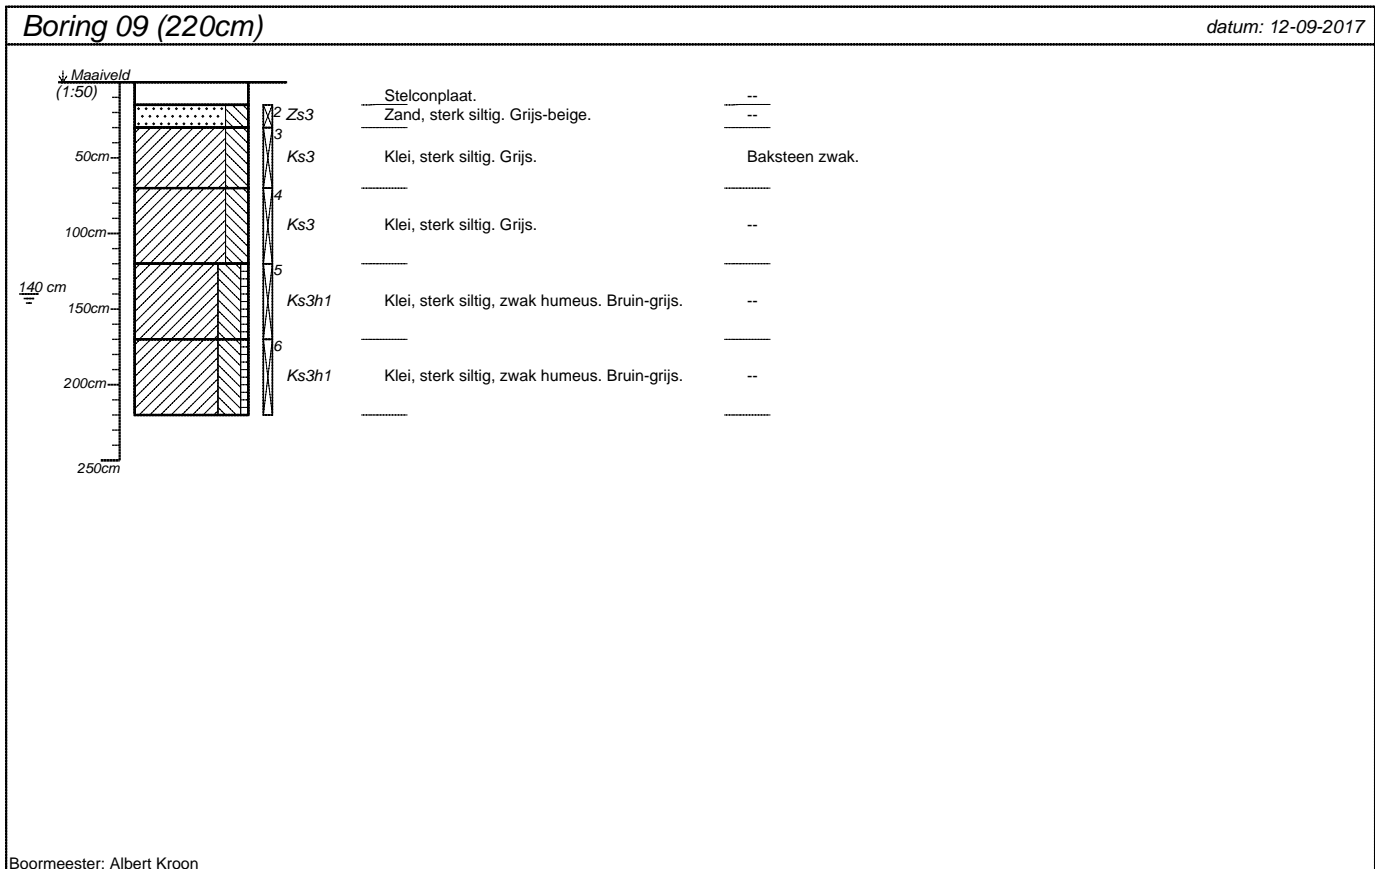 Boring 09 (220cm) datum: 12-09-2017
Maaiveld
(1:50) Stelconplaat. --
2 Zs3 Zand, sterk siltig. Grijs-beige. --
3
50cm Ks3 Klei, sterk siltig. Grijs. Baksteen zwak.
4
100cm Ks3 Klei, sterk siltig. Grijs. --
5
140 cm
150cm Ks3h1 Klei, sterk siltig, zwak humeus. Bruin-grijs. --
6
200cm Ks3h1 Klei, sterk siltig, zwak humeus. Bruin-grijs. --
250cm
Boormeester: Albert Kroon